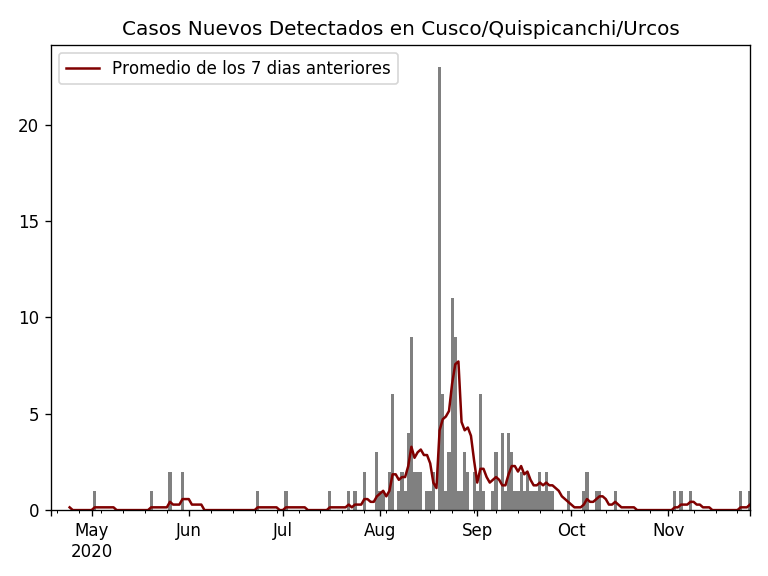 Casos Nuevos Detectados en Cusco/Quispicanchi/Urcos
Promedio de los 7 dias anteriores
20
15
10
5
0
May Jun Jul Aug Sep Oct Nov
2020